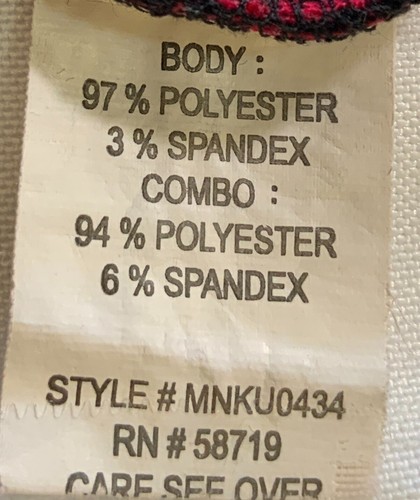 BODY :
97 % POLYESTER
3 % SPANDEX
COMBO :
94 % POLYESTER
6 % SPANDEX
STYLE # MNKU0434
RN # 58719
CARE SEE OVER